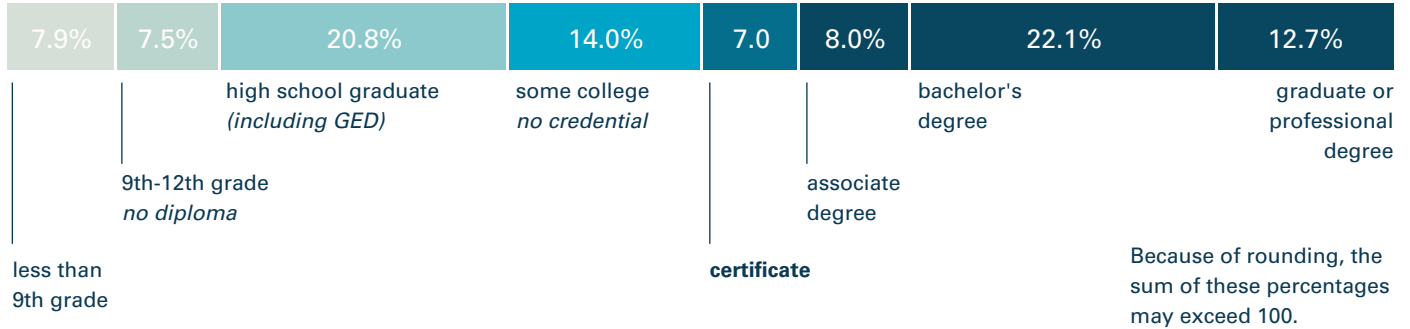 7.9% 7.5% 20.8% 14.0% 7.0 8.0% 22.1% 12.7%
less than
9th grade
9th-12th grade
no diploma
high school graduate
(including GED)
some college
no credential
certificate
associate
degree
bachelor's
degree
graduate or
professional
degree
Because of rounding, the
sum of these percentages
may exceed 100.